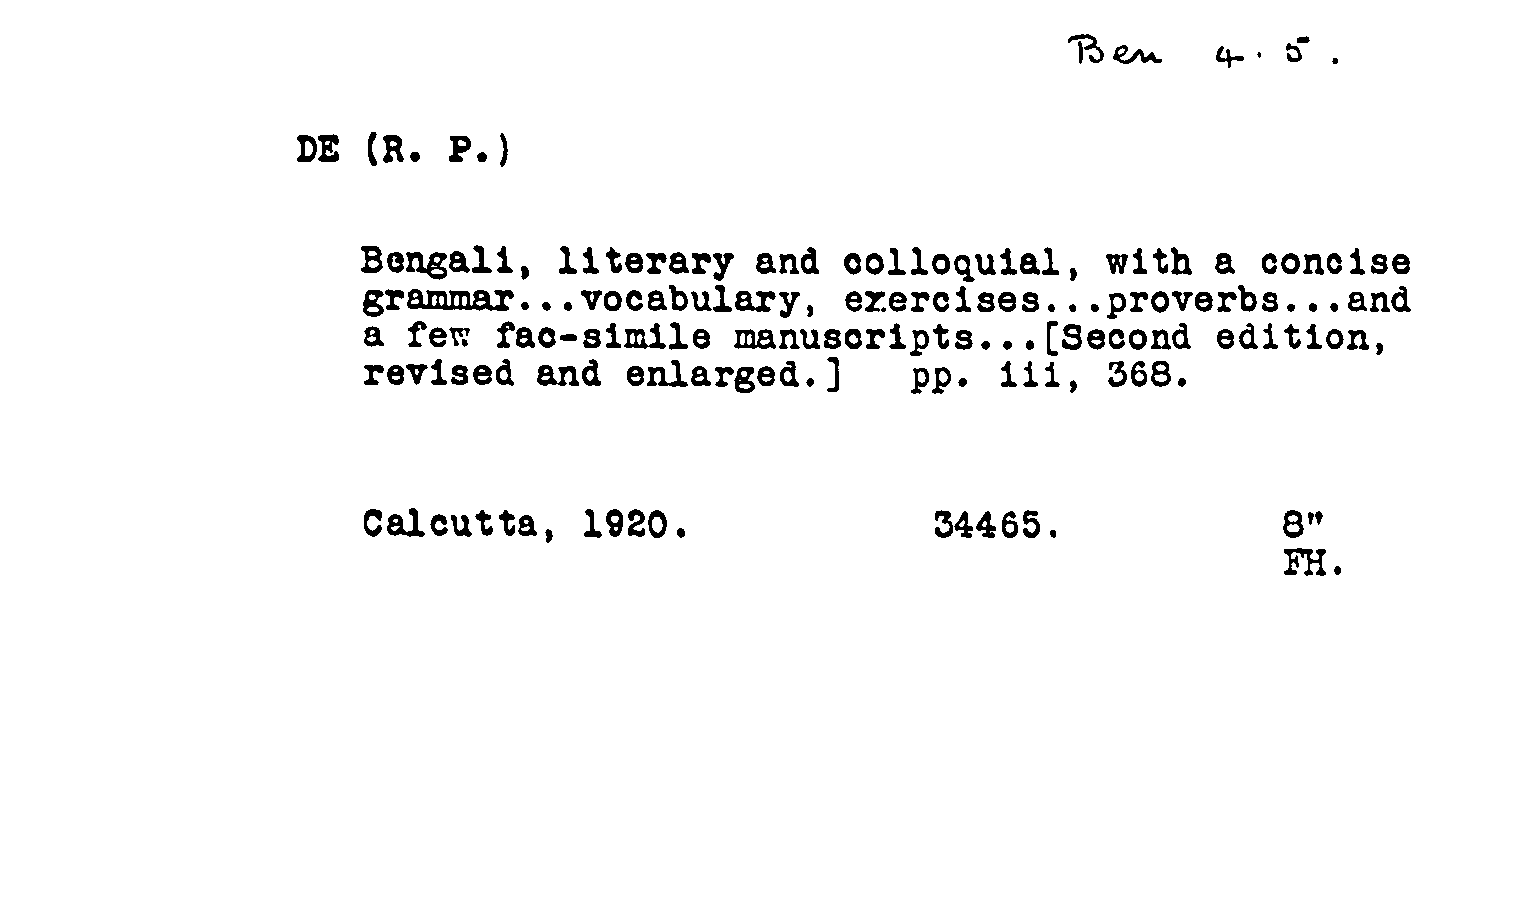 Ben 4.5.
DE (R. P.)
Bengali, literary and colloquial, with a concise
grammar...vocabulary, exercises...proverbs...and
a few fac-simile manuscripts...[Second edition,
revised and enlarged.] pp. iii, 368.
Calcutta, 1920. 34465. 8"
FH.